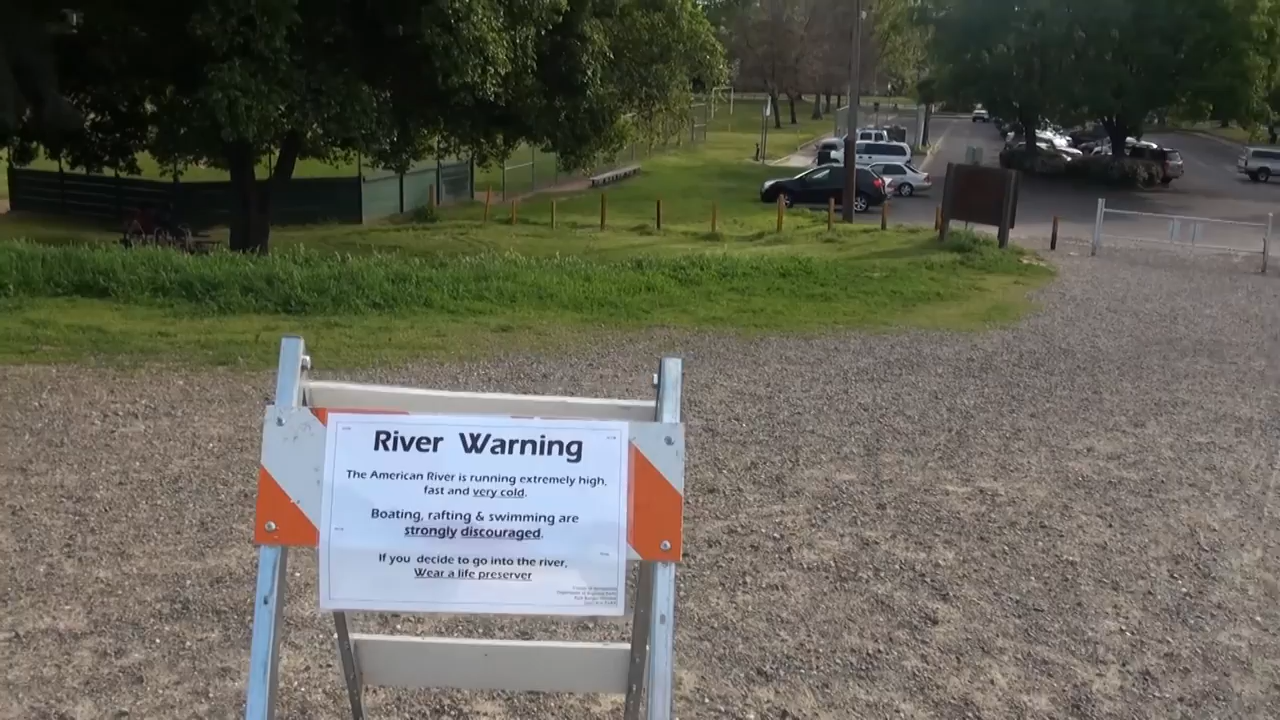 River Warning
The American River is running extremely high,
fast and very cold.
Boating, rafting & swimming are
strongly discouraged.
If you decide to go into the river,
Wear a life preserver